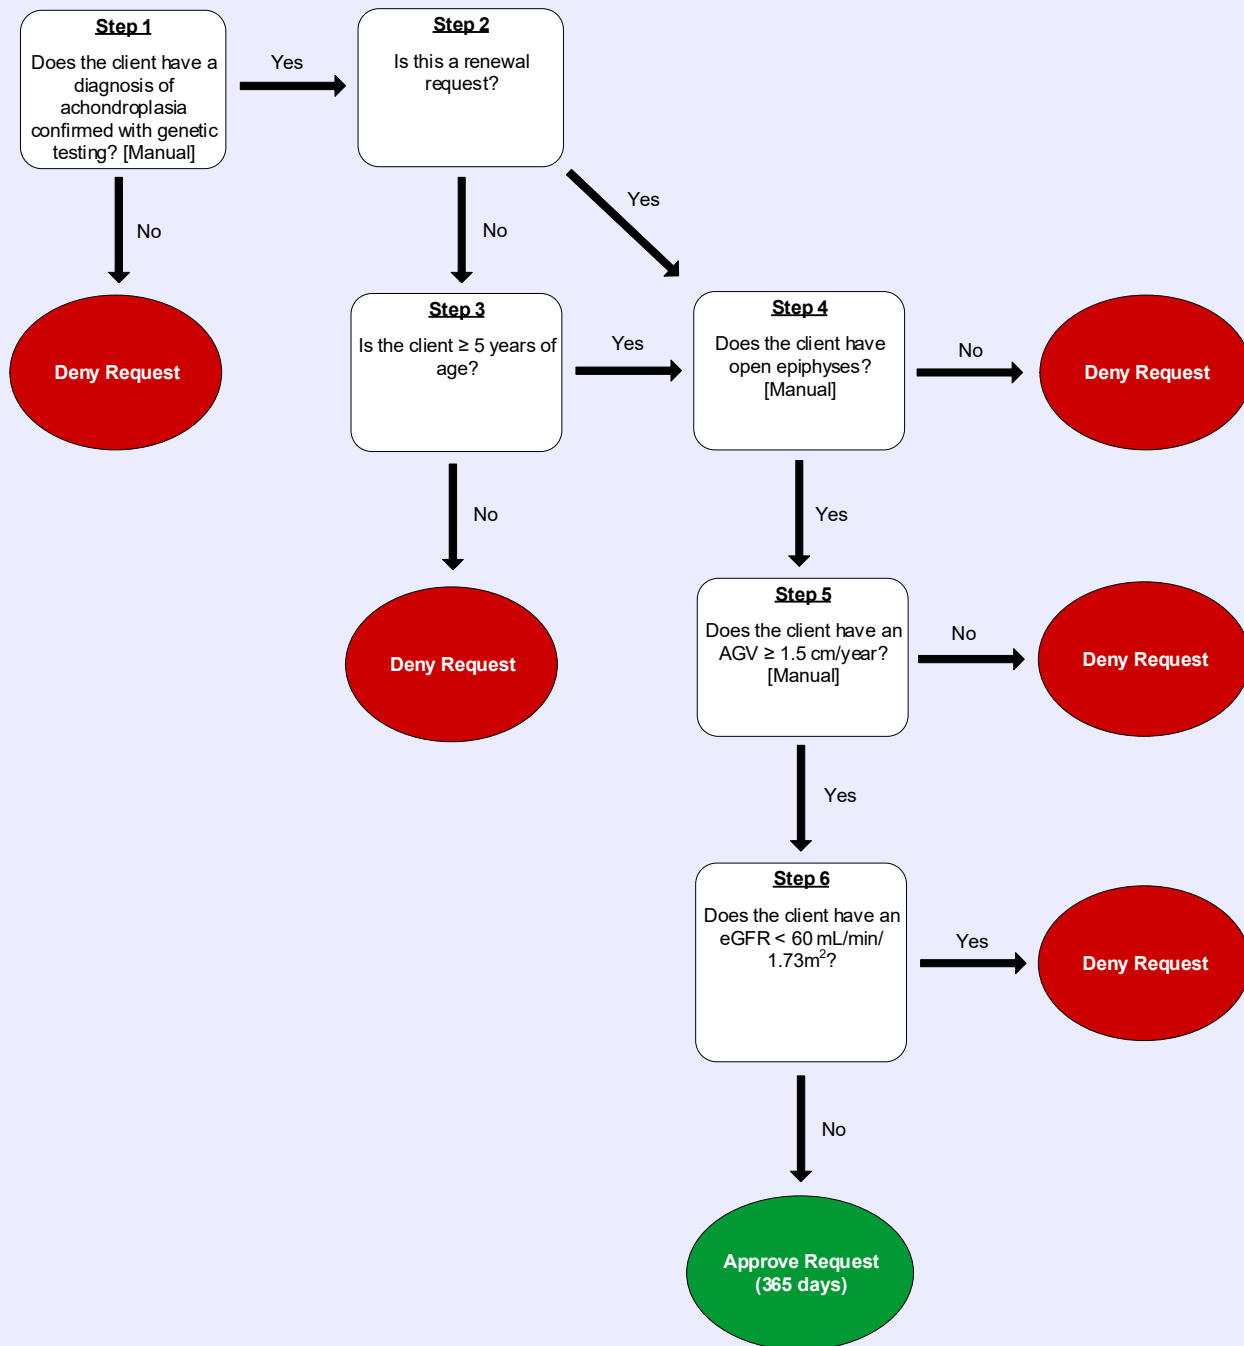 Step 1
Does the client have a
diagnosis of
achondroplasia
confirmed with genetic
testing? [Manual]
Yes
Step 2
Is this a renewal
request?
No
No
Yes
Deny Request
Step 3
Is the client ≥ 5 years of
age?
Yes
Step 4
Does the client have
open epiphyses?
[Manual]
No
Deny Request
No
Yes
Deny Request
Step 5
Does the client have an
AGV ≥ 1.5 cm/year?
[Manual]
No
Deny Request
Yes
Step 6
Does the client have an
eGFR < 60 mL/min/
1.73m²?
Yes
Deny Request
No
Approve Request
(365 days)